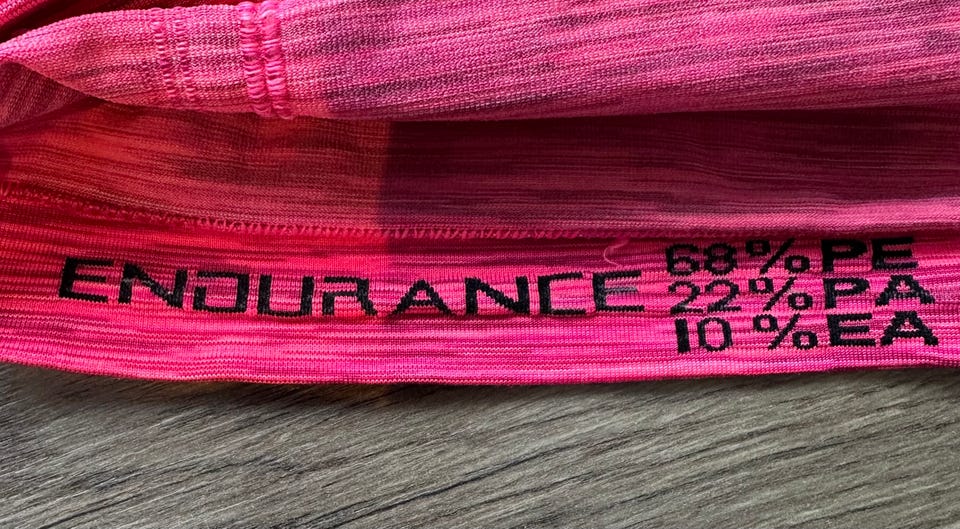 ENDURANCE
68% PE
22% PA
10 % EA